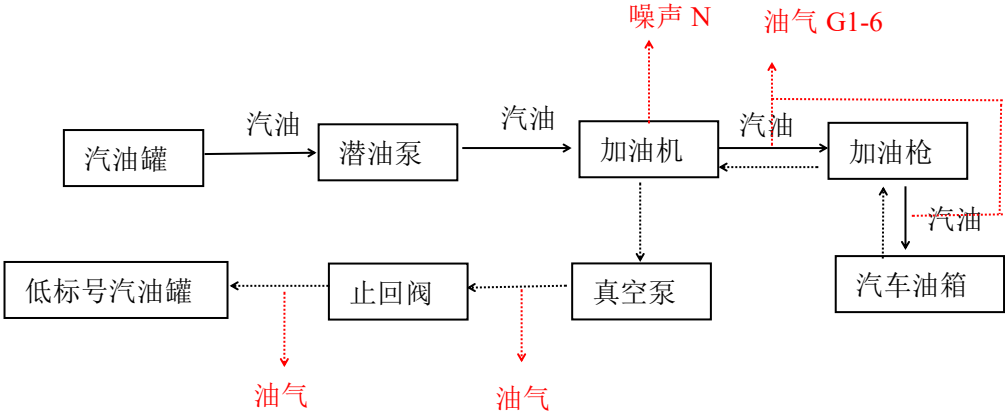 噪声 N
油气 G1-6
汽油
汽油
汽油
汽油罐
潜油泵
加油机
加油枪
汽油
低标号汽油罐
止回阀
真空泵
汽车油箱
油气
油气